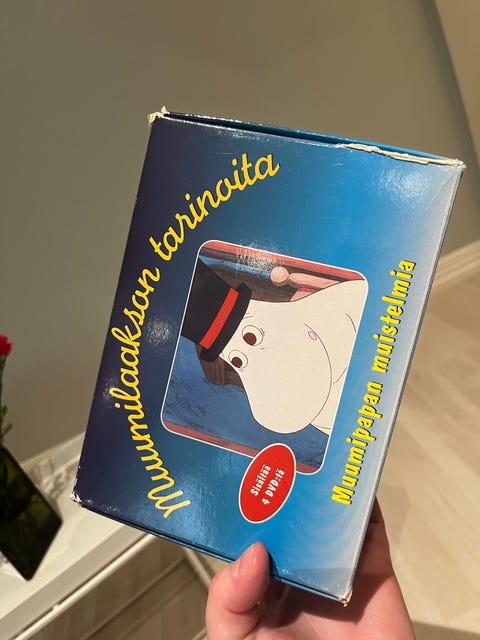 Muumilaakson tarinoita
Muumipapan muistelmia
Sisältää
4 DVD:tä